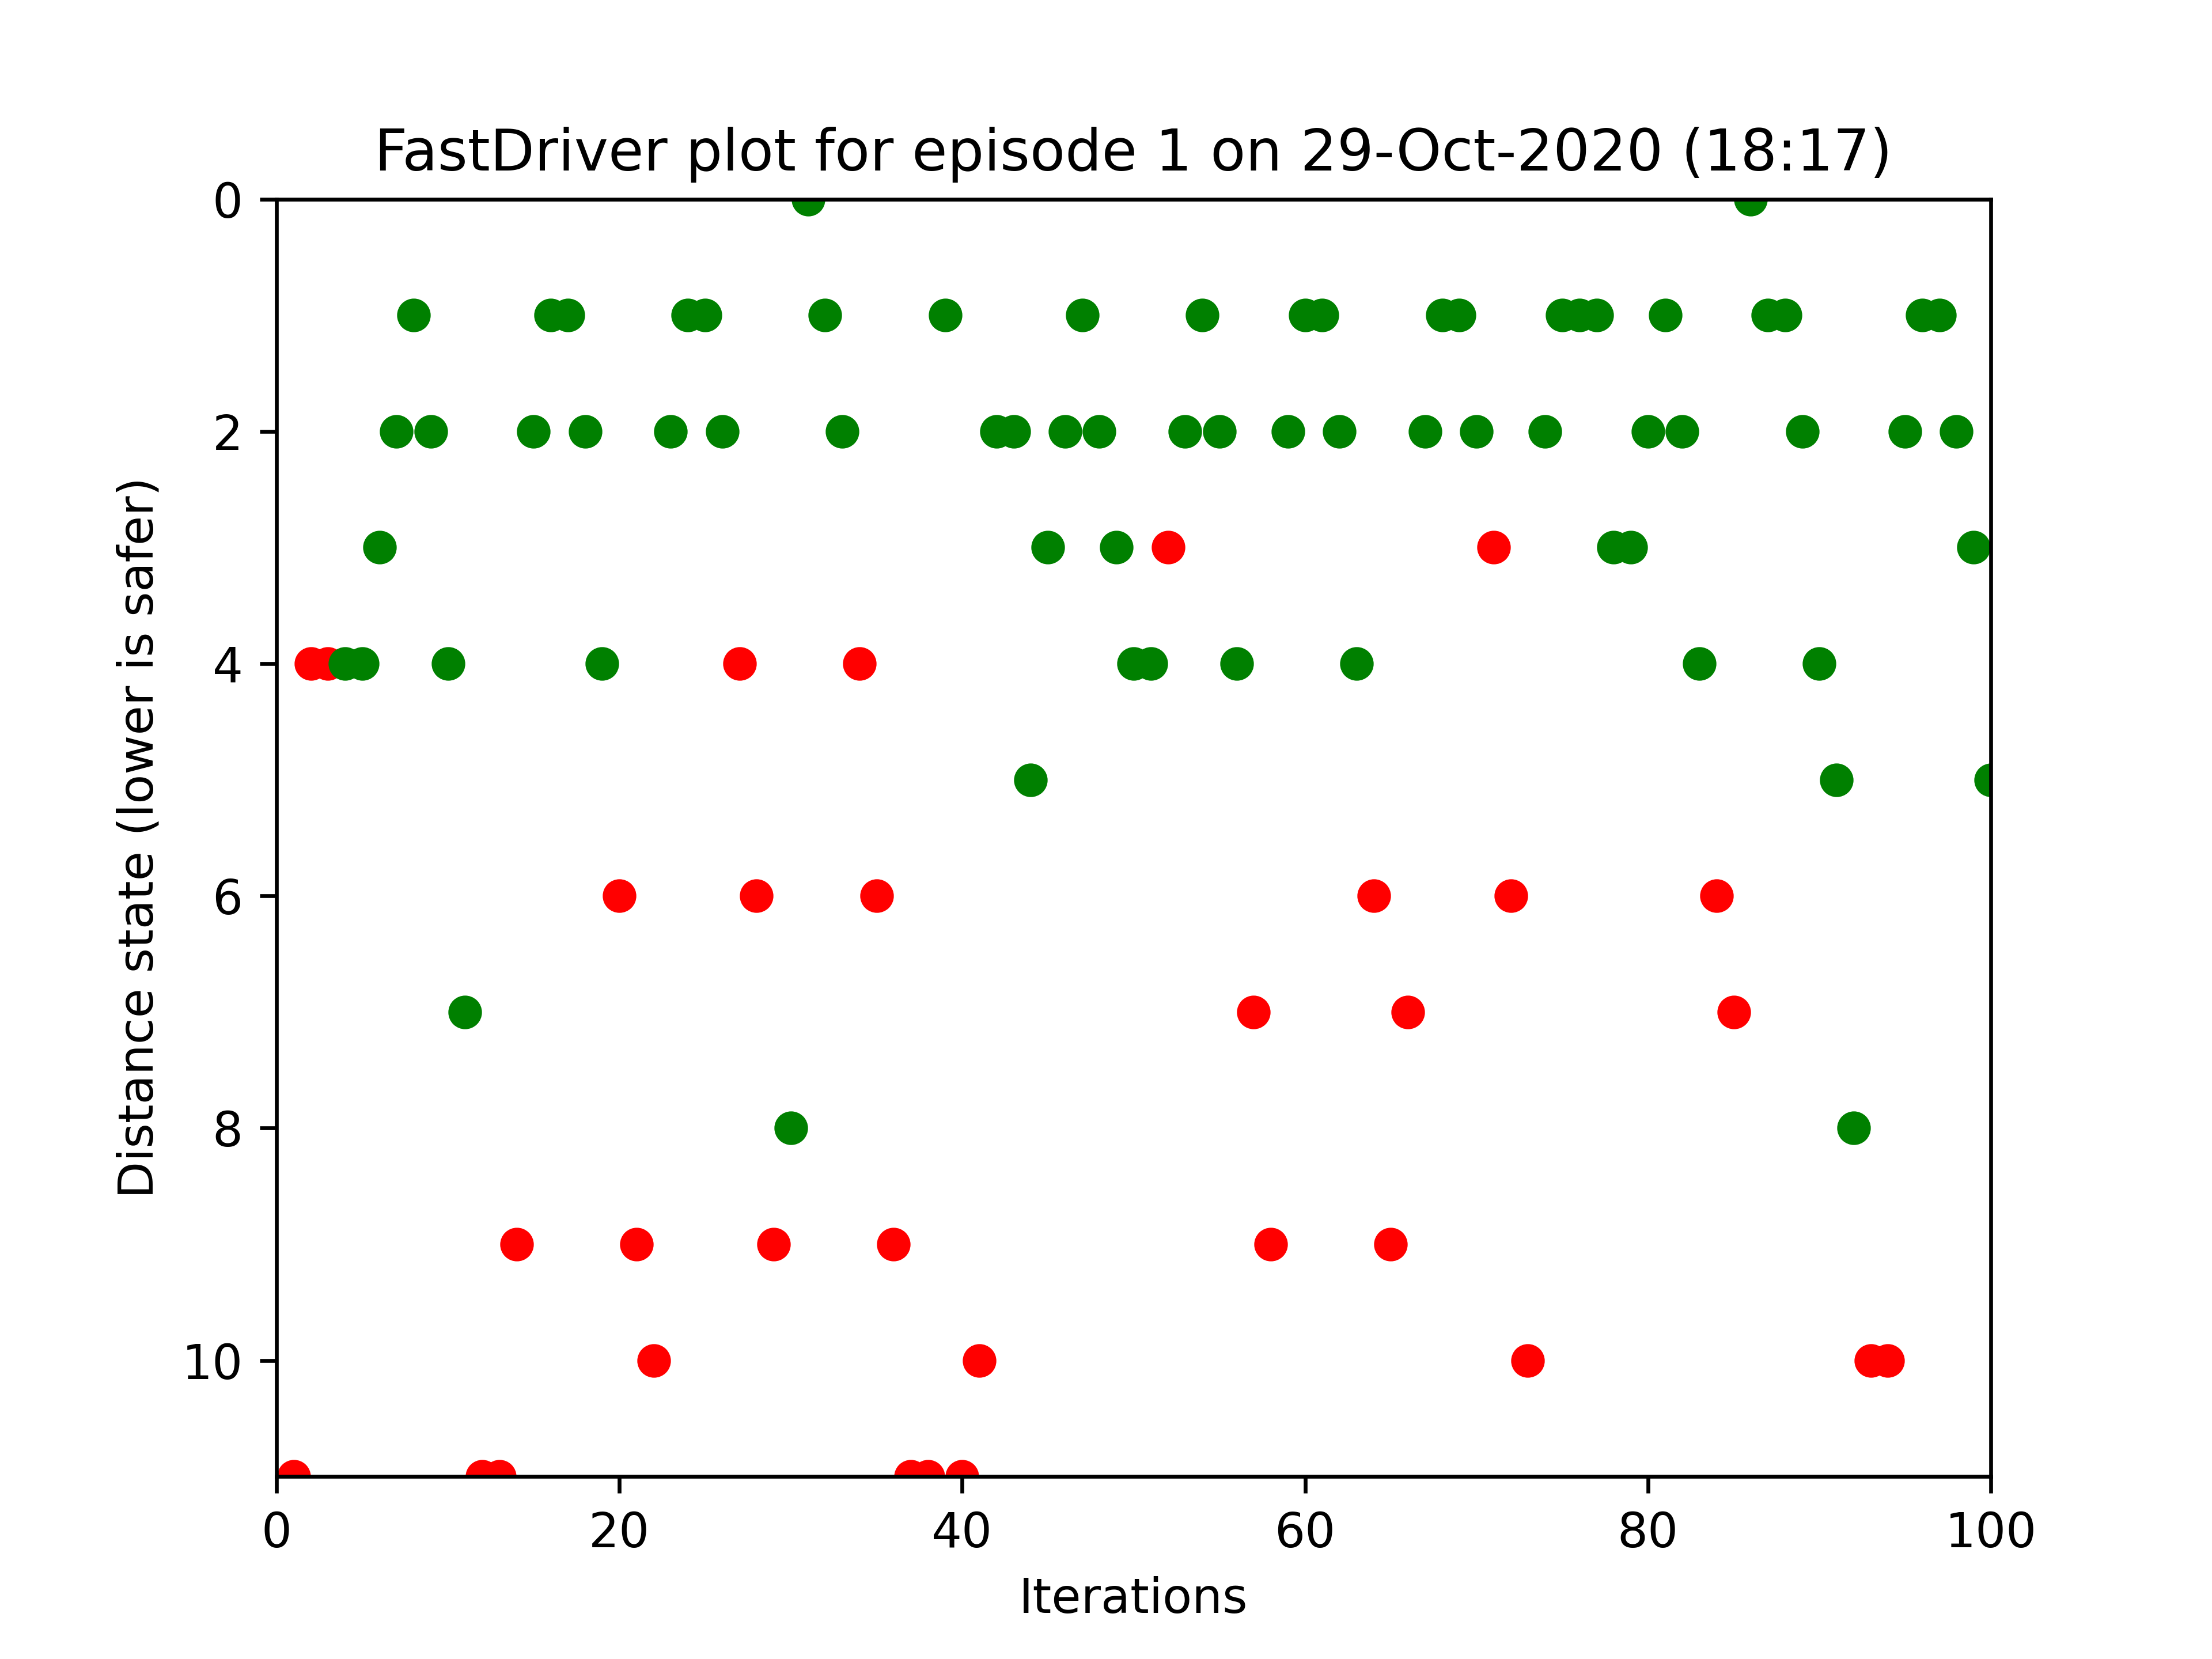 FastDriver plot for episode 1 on 29-Oct-2020 (18:17)
0
2
4
6
8
10
Distance state (lower is safer)
0 20 40 60 80 100
Iterations